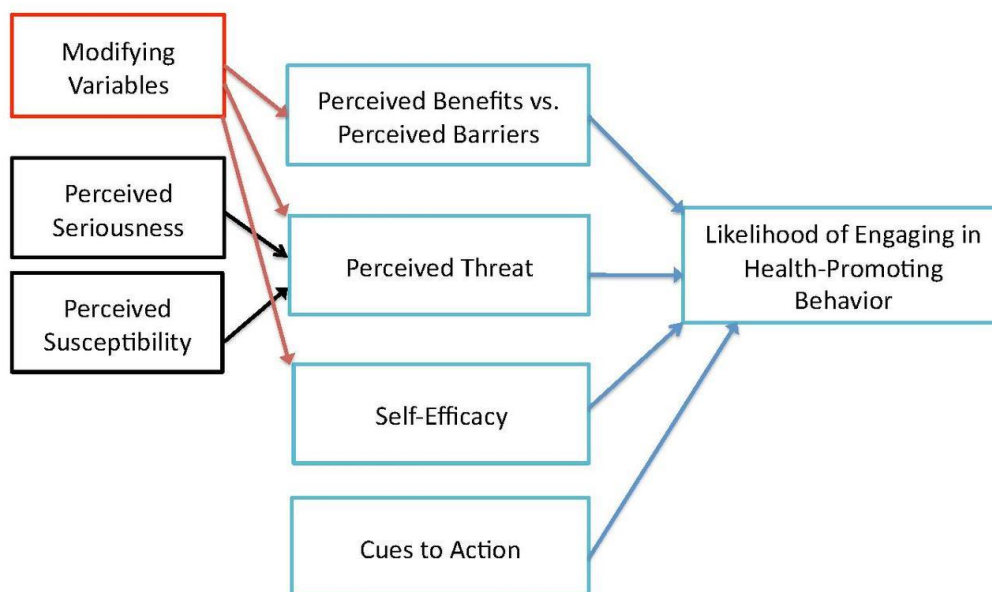 Modifying
Variables
Perceived
Seriousness
Perceived
Susceptibility
Perceived Benefits vs.
Perceived Barriers
Perceived Threat
Self-Efficacy
Cues to Action
Likelihood of Engaging in
Health-Promoting
Behavior